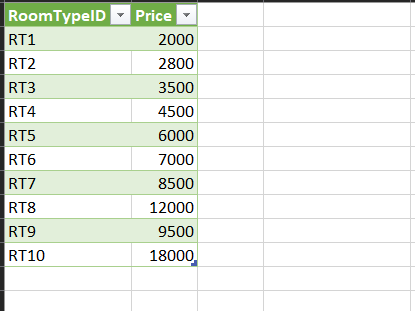 RoomTypeID Price
RT1 2000
RT2 2800
RT3 3500
RT4 4500
RT5 6000
RT6 7000
RT7 8500
RT8 12000
RT9 9500
RT10 18000